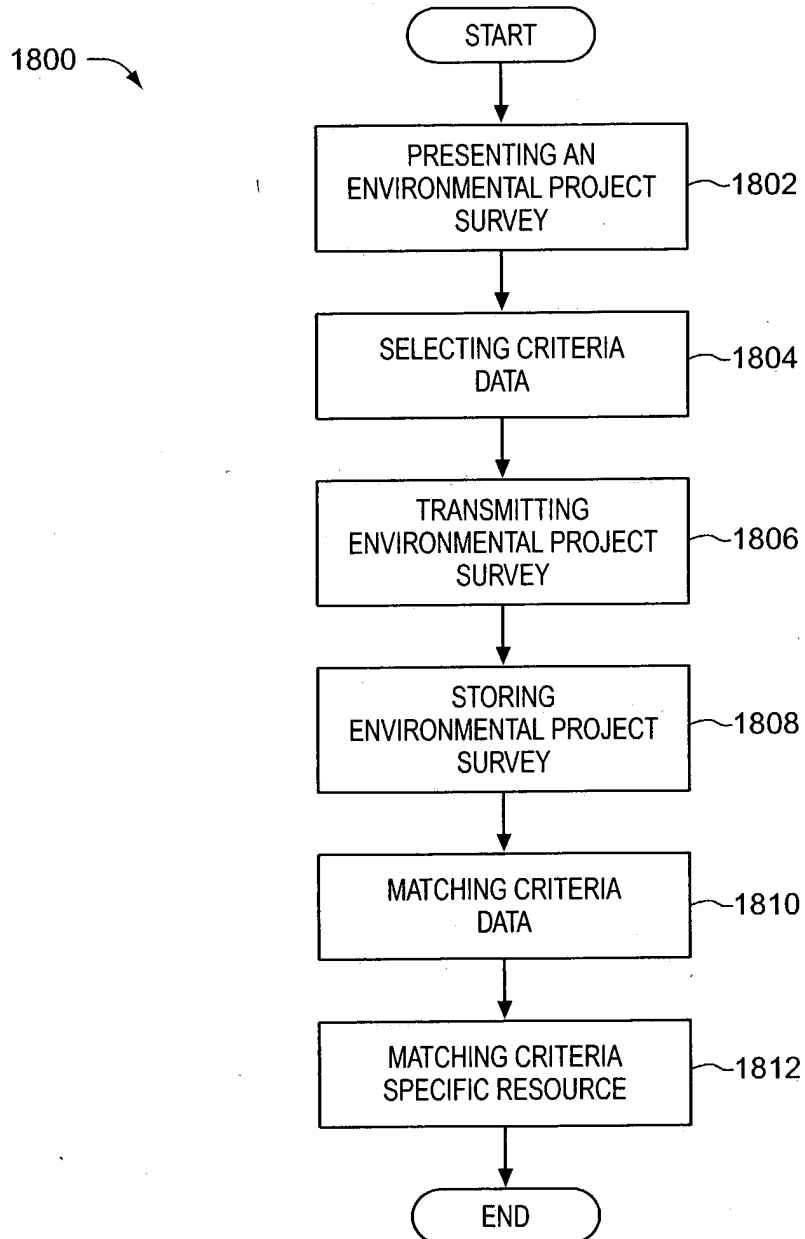 START
1800
PRESENTING AN
ENVIRONMENTAL PROJECT
SURVEY
1802
SELECTING CRITERIA
DATA
1804
TRANSMITTING
ENVIRONMENTAL PROJECT
SURVEY
1806
STORING
ENVIRONMENTAL PROJECT
SURVEY
1808
MATCHING CRITERIA
DATA
1810
MATCHING CRITERIA
SPECIFIC RESOURCE
1812
END